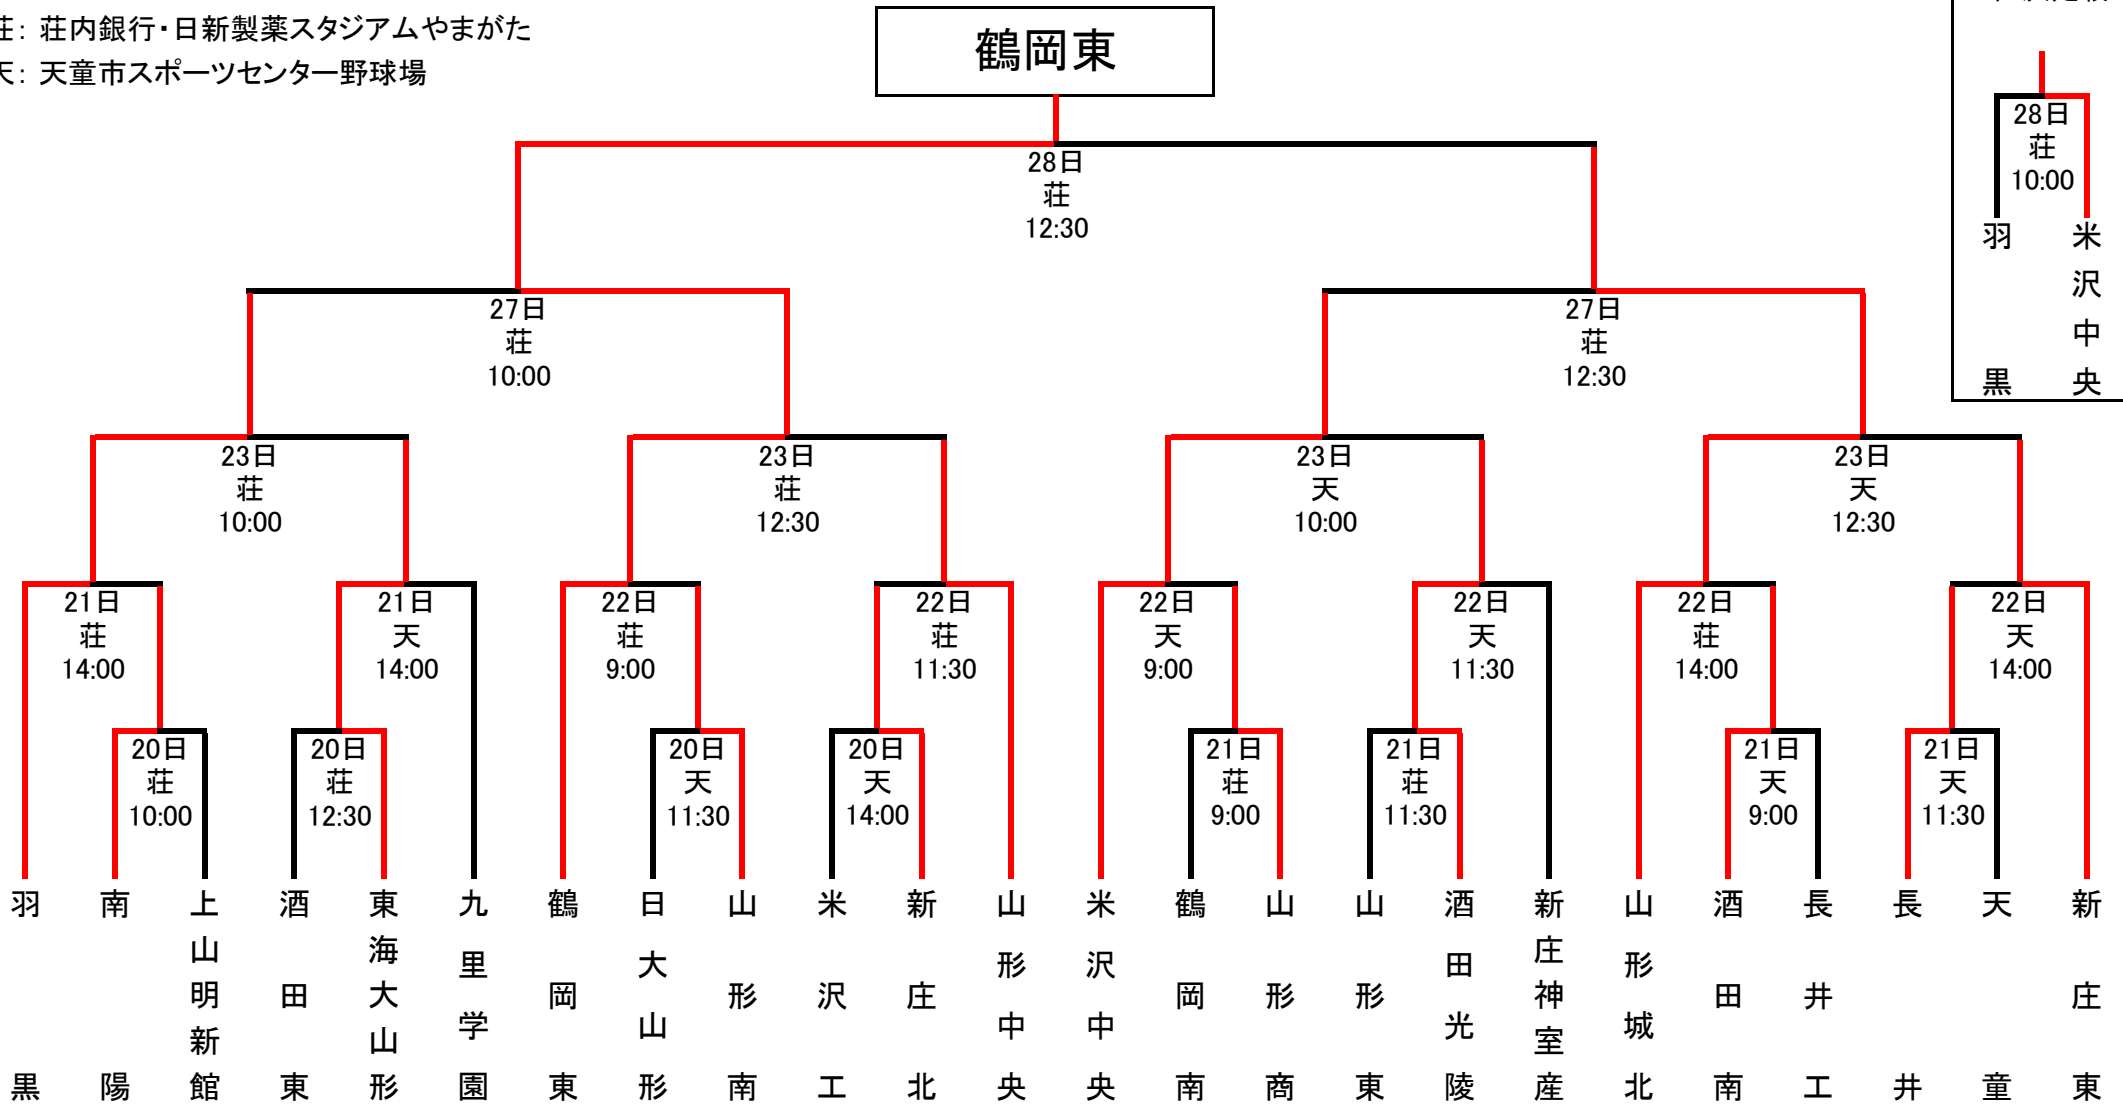 荘: 荘内銀行・日新製薬スタジアムやまがた
天: 天童市スポーツセンター野球場
鶴岡東
28日
荘
10:00
羽黒
米沢中央
28日
荘
12:30
27日
荘
10:00
27日
荘
12:30
23日
荘
10:00
23日
荘
12:30
23日
天
10:00
23日
天
12:30
21日
荘
14:00
21日
天
14:00
22日
荘
9:00
22日
荘
11:30
22日
天
9:00
22日
天
11:30
22日
荘
14:00
22日
天
14:00
20日
荘
10:00
20日
荘
12:30
20日
天
11:30
20日
天
14:00
21日
荘
9:00
21日
荘
11:30
21日
天
9:00
21日
天
11:30
羽黒
南陽
上山明新館
酒田東
東海大山形
九里学園
鶴岡東
日大山形
山形南
米沢工
新庄北
山形中央
米沢中央
鶴岡南
山形商
山形東
酒田光陵
新庄神室産
山形城北
酒田南
長井工
長井
天童
新庄東